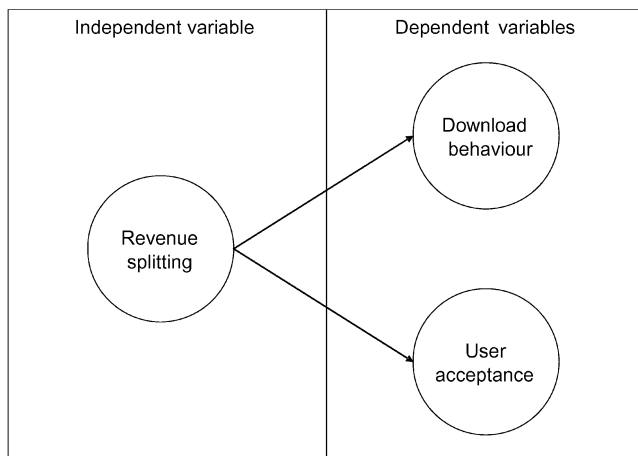 Independent variable
Dependent variables
Revenue
splitting
Download
behaviour
User
acceptance